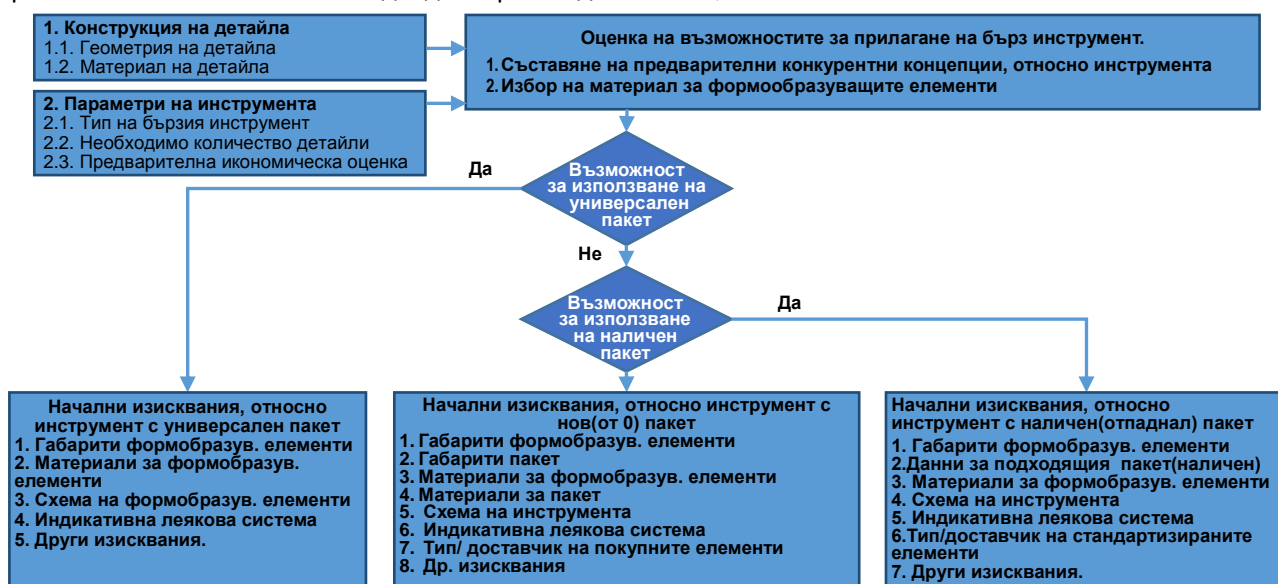 1. Конструкция на детайла
1.1. Геометрия на детайла
1.2. Материал на детайла
2. Параметри на инструмента
2.1. Тип на бързия инструмент
2.2. Необходимо количество детайли
2.3. Предварителна икономическа оценка
Оценка на възможностите за прилагане на бърз инструмент.
1. Съставяне на предварителни конкурентни концепции, относно инструмента
2. Избор на материал за формообразуващите елементи
Да
Възможност
за използване на
универсален
пакет
Не
Възможност
за използване
на наличен
пакет
Да
Начални изисквания, относно
инструмент с универсален пакет
1. Габарити формобразув. елементи
2. Материали за формобразув.
елементи
3. Схема на формобразув. елементи
4. Индикативна леякова система
5. Други изисквания.
Начални изисквания, относно инструмент с
нов(от 0) пакет
1. Габарити формобразув. елементи
2. Габарити пакет
3. Материали за формобразув. елементи
4. Материали за пакет
5. Схема на инструмента
6. Индикативна леякова система
7. Тип/ доставчик на покупните елементи
8. Др. изисквания
Начални изисквания, относно
инструмент с наличен(отпаднал) пакет
1. Габарити формобразув. елементи
2.Данни за подходящия пакет(наличен)
3. Материали за формобразув. елементи
4. Схема на инструмента
5. Индикативна леякова система
6.Тип/доставчик на стандартизираните
елементи
7. Други изисквания.